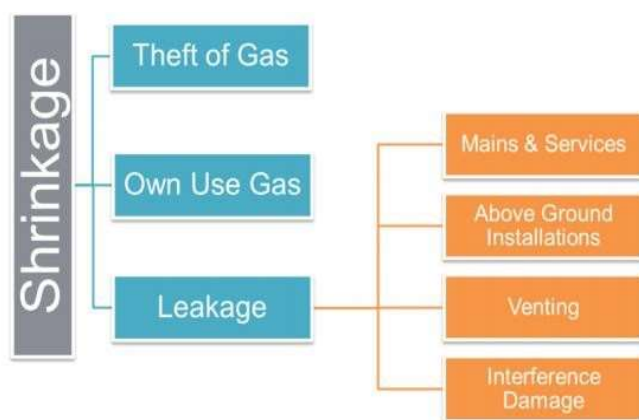 Shrinkage
Theft of Gas
Own Use Gas
Leakage
Mains & Services
Above Ground
Installations
Venting
Interference
Damage